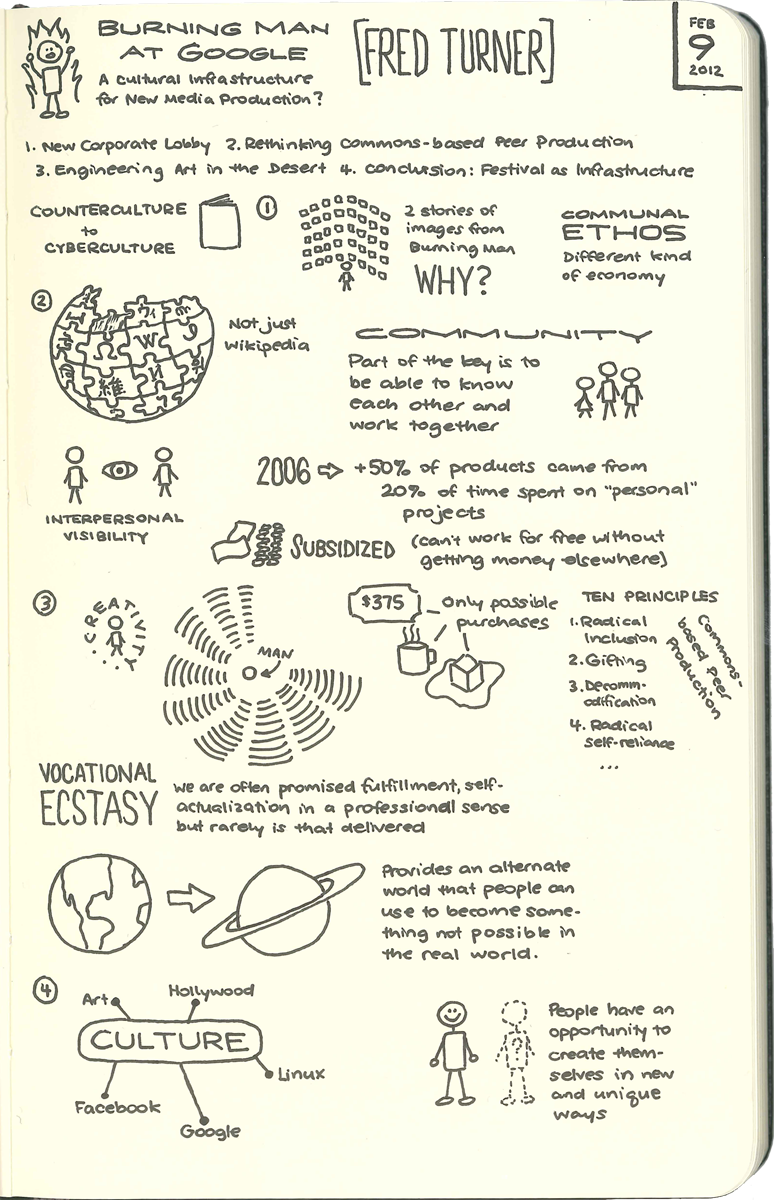 BURNING MAN
AT GOOGLE
A Cultural Infrastructure
for New Media Production?
[FRED TURNER]
FEB
9
2012
1. New Corporate Lobby 2. Rethinking Commons-based Peer Production
3. Engineering Art in the Desert 4. Conclusion: Festival as Infrastructure
COUNTERCULTURE
to
CYBERCULTURE
1
2 stories of
images from
Burning Man
WHY?
COMMUNAL
ETHOS
Different kind
of economy
2
Ω
W
И
維
Not just
Wikipedia
COMMUNITY
Part of the key is to
be able to know
each other and
work together
INTERPERSONAL
VISIBILITY
2006 ⇨ +50% of products came from
20% of time spent on "personal"
projects
SUBSIDIZED (can't work for free without
getting money elsewhere)
3
CREATIVITY...
MAN
$375
Only possible
purchases
TEN PRINCIPLES
1. Radical
Inclusion
2. Gifting
3. Decomm-
odification
4. Radical
self-reliance
...
Commons-
based Peer
Production
VOCATIONAL
ECSTASY
We are often promised fulfillment, self-
actualization in a professionall sense
but rarely is that delivered
Provides an alternate
world that people can
use to become some-
thing not possible in
the real world.
4
Art
Hollywood
CULTURE
Linux
Facebook
Google
?
People have an
opportunity to
create them-
selves in new
and unique
ways